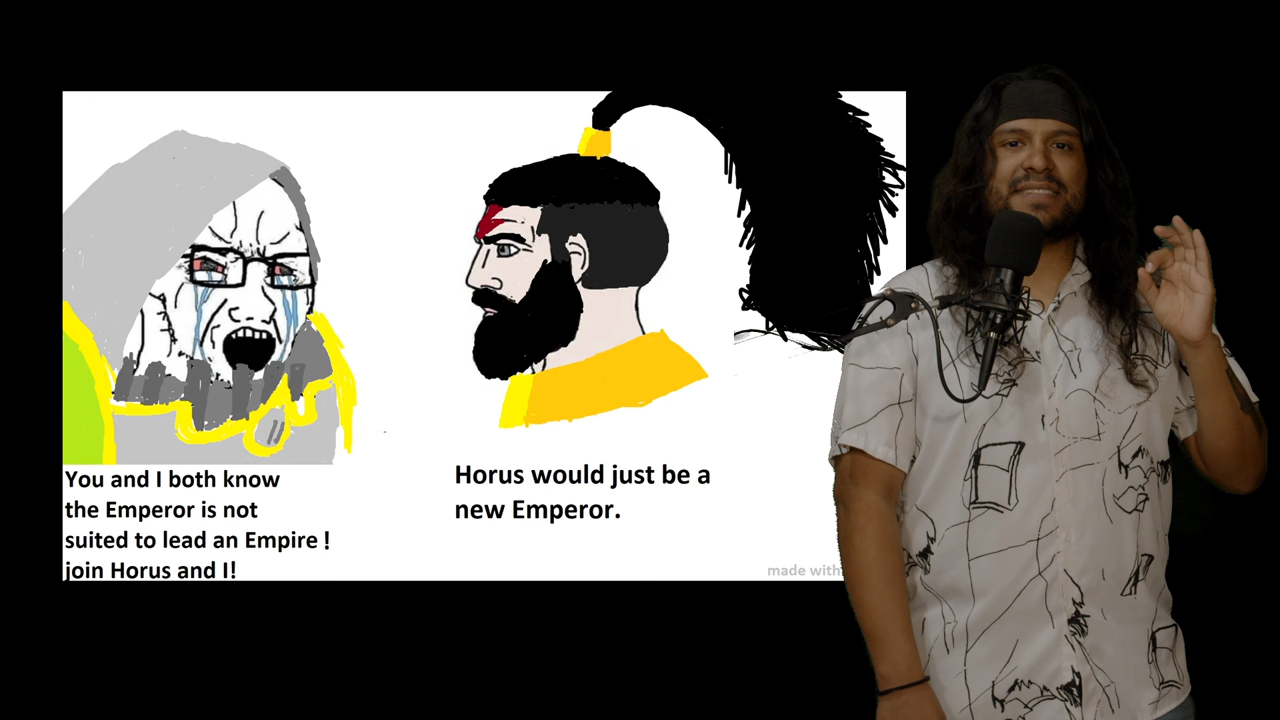 You and I both know
the Emperor is not
suited to lead an Empire!
join Horus and I!
Horus would just be a
new Emperor.
made with